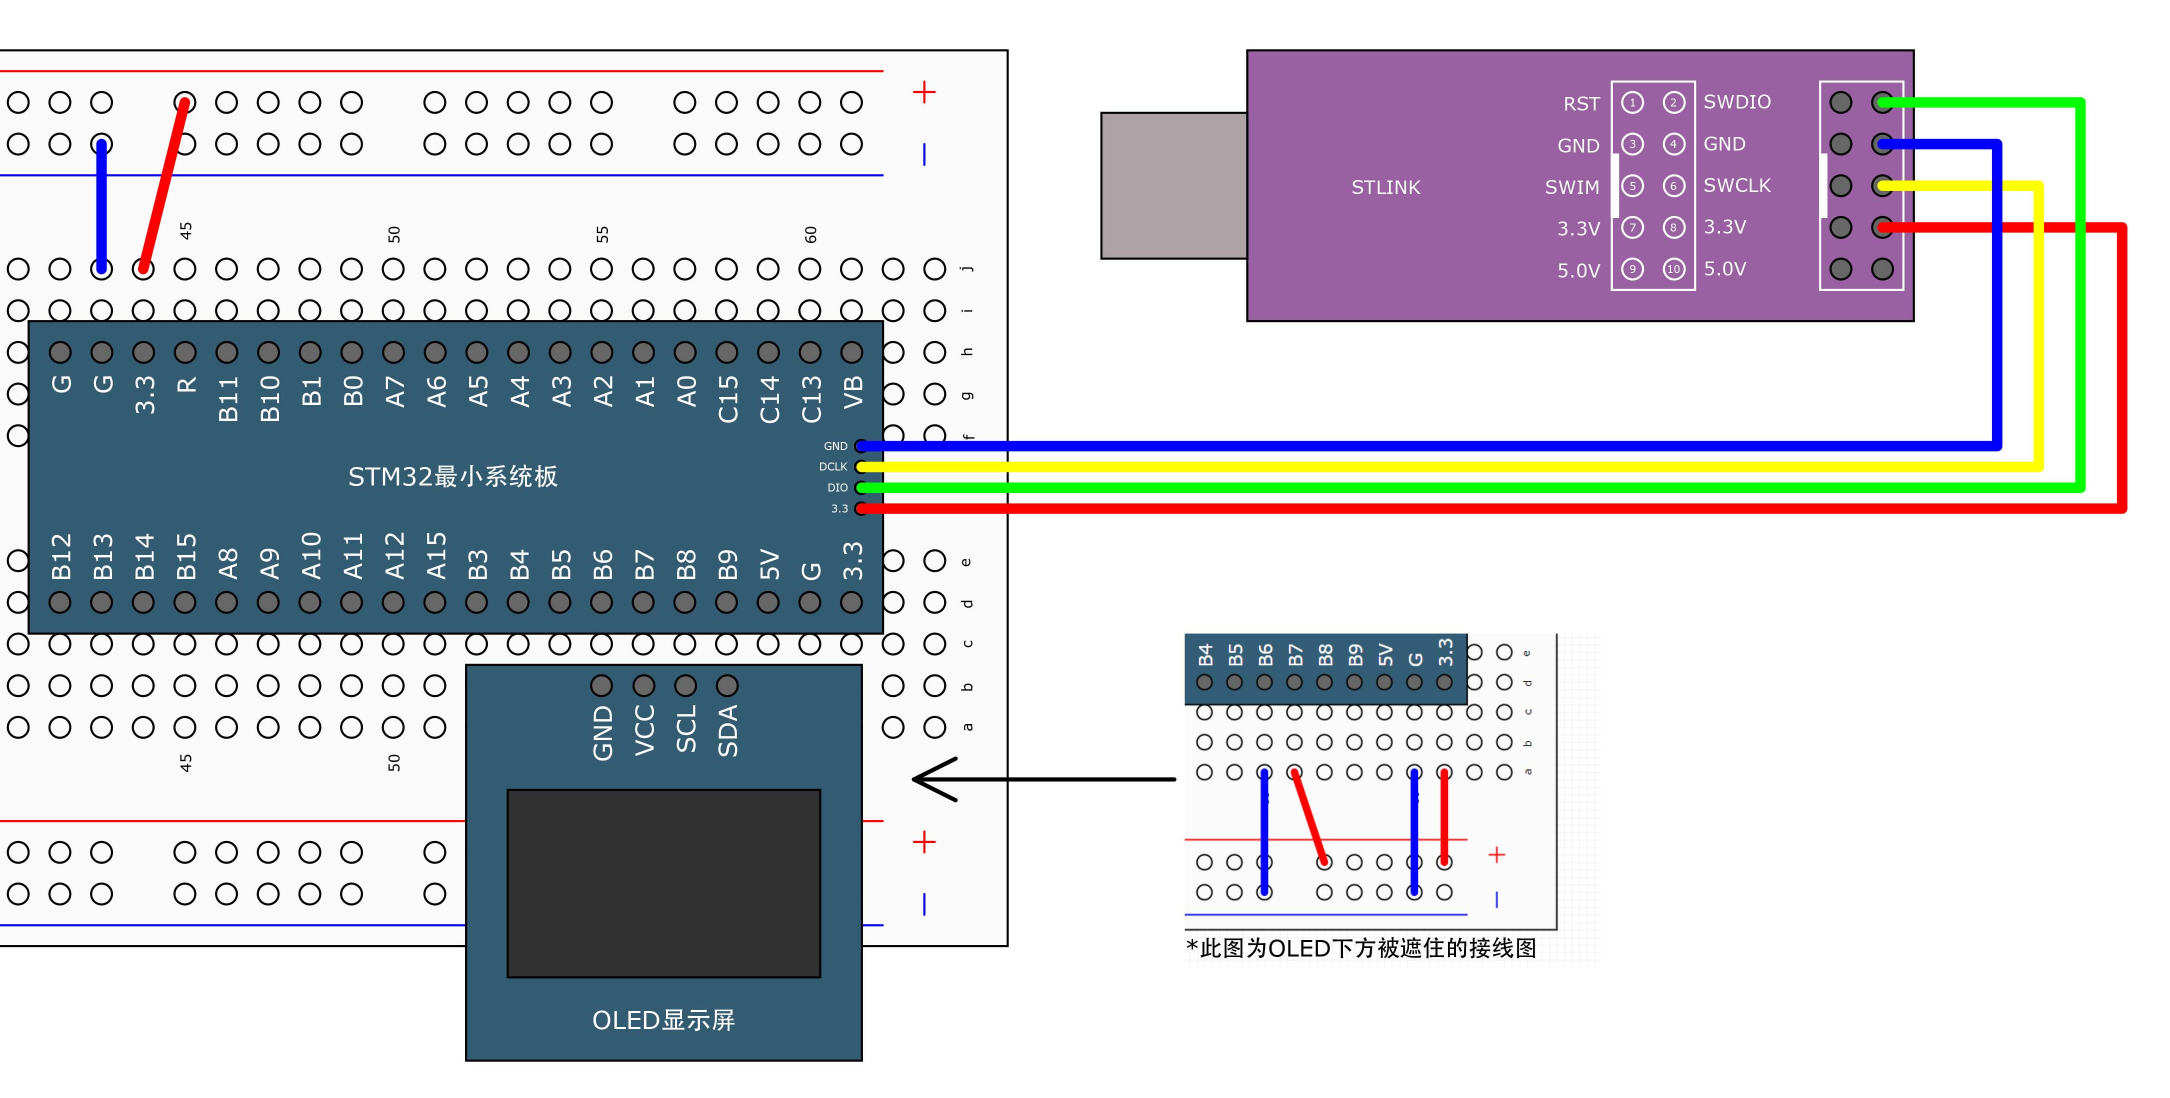 +
−
45 50 55 60
j
i
h
g
f
G G 3.3 R B11 B10 B1 B0 A7 A6 A5 A4 A3 A2 A1 A0 C15 C14 C13 VB
GND
DCLK
DIO
3.3
STM32最小系统板
B12 B13 B14 B15 A8 A9 A10 A11 A12 A15 B3 B4 B5 B6 B7 B8 B9 5V G 3.3
e
d
c
b
a
45 50
GND VCC SCL SDA
+
−
OLED显示屏
STLINK
RST 1 2 SWDIO
GND 3 4 GND
SWIM 5 6 SWCLK
3.3V 7 8 3.3V
5.0V 9 10 5.0V
B4 B5 B6 B7 B8 B9 5V G 3.3
e
d
c
b
a
+
−
*此图为OLED下方被遮住的接线图